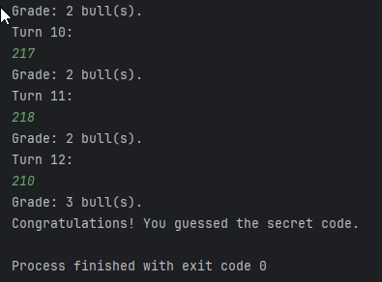 Grade: 2 bull(s).
Turn 10:
217
Grade: 2 bull(s).
Turn 11:
218
Grade: 2 bull(s).
Turn 12:
210
Grade: 3 bull(s).
Congratulations! You guessed the secret code.
Process finished with exit code 0